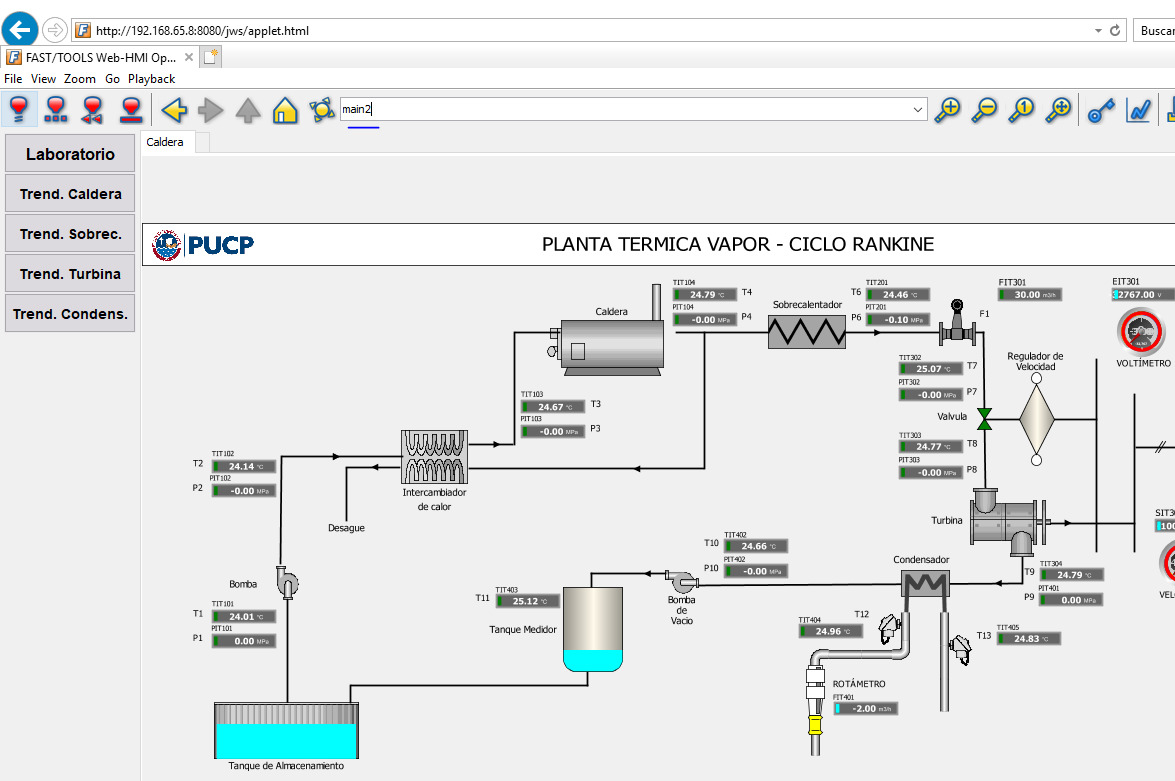 http://192.168.65.8:8080/jws/applet.html
Buscar
FAST/TOOLS Web-HMI Op...
File View Zoom Go Playback
main2
Laboratorio
Trend. Caldera
Trend. Sobrec.
Trend. Turbina
Trend. Condens.
Caldera
PUCP
PLANTA TERMICA VAPOR - CICLO RANKINE
TIT104
24.79 °C T4
PIT104
-0.00 MPa P4
Caldera
Sobrecalentador
TIT201
T6 24.46 °C
PIT201
P6 -0.10 MPa
FIT301
30.00 m3/h
F1
EIT301
2767.00 V
VOLTÍMETRO
TIT302
25.07 °C T7
PIT302
-0.00 MPa P7
Regulador de
Velocidad
Valvula
TIT303
24.77 °C T8
PIT303
-0.00 MPa P8
TIT103
24.67 °C T3
PIT103
-0.00 MPa P3
TIT102
T2 24.14 °C
PIT102
P2 -0.00 MPa
Intercambiador
de calor
Desague
Turbina
TIT402
T10 24.66 °C
PIT402
P10 -0.00 MPa
Condensador
TIT304
T9 24.79 °C
PIT401
P9 0.00 MPa
Bomba
TIT101
T1 24.01 °C
PIT101
P1 0.00 MPa
TIT403
T11 25.12 °C
Tanque Medidor
Bomba
de
Vacio
T12
TIT404
24.96 °C
TIT405
T13 24.83 °C
ROTÁMETRO
FIT401
-2.00 m3/h
Tanque de Almacenamiento